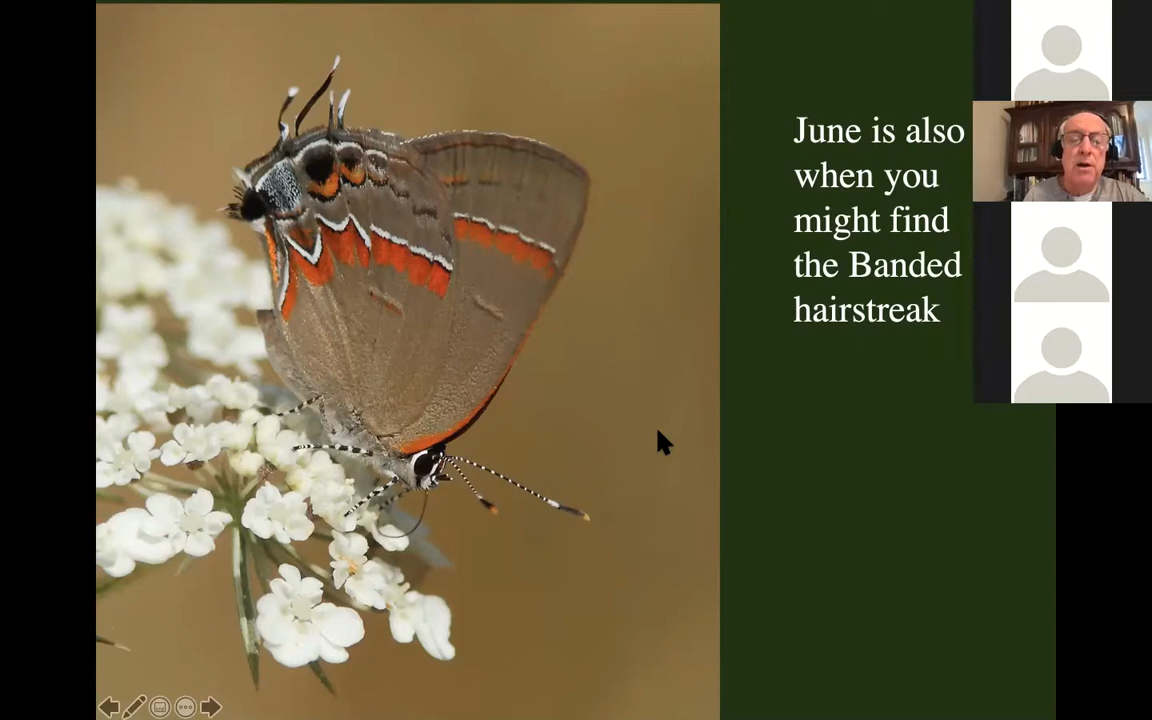 June is also
when you
might find
the Banded
hairstreak